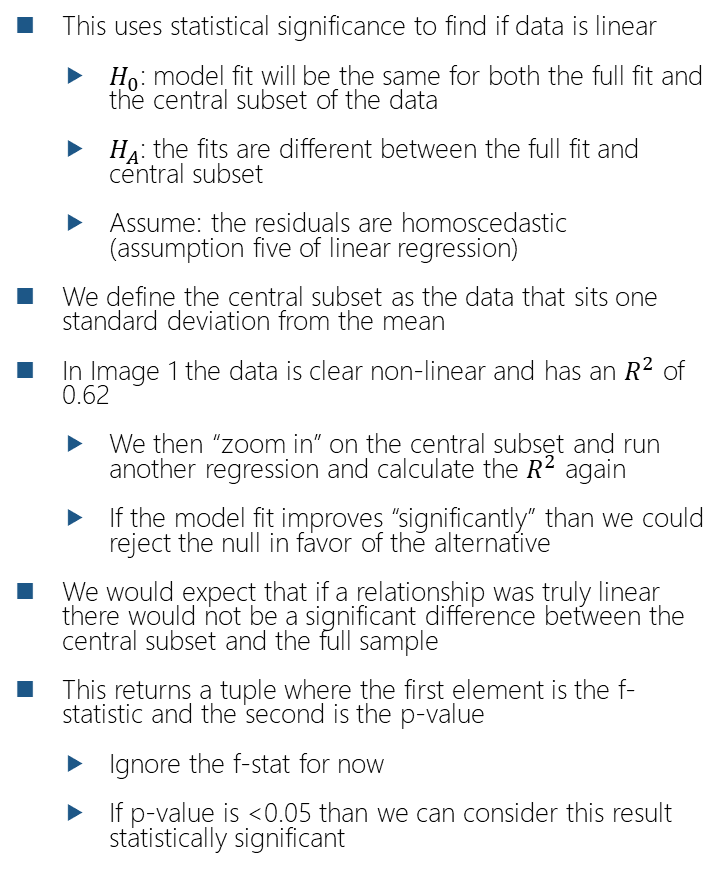 ■ This uses statistical significance to find if data is linear
▶ H₀: model fit will be the same for both the full fit and
the central subset of the data
▶ H_A: the fits are different between the full fit and
central subset
▶ Assume: the residuals are homoscedastic
(assumption five of linear regression)
■ We define the central subset as the data that sits one
standard deviation from the mean
■ In Image 1 the data is clear non-linear and has an R² of
0.62
▶ We then “zoom in” on the central subset and run
another regression and calculate the R² again
▶ If the model fit improves “significantly” than we could
reject the null in favor of the alternative
■ We would expect that if a relationship was truly linear
there would not be a significant difference between the
central subset and the full sample
■ This returns a tuple where the first element is the f-
statistic and the second is the p-value
▶ Ignore the f-stat for now
▶ If p-value is <0.05 than we can consider this result
statistically significant